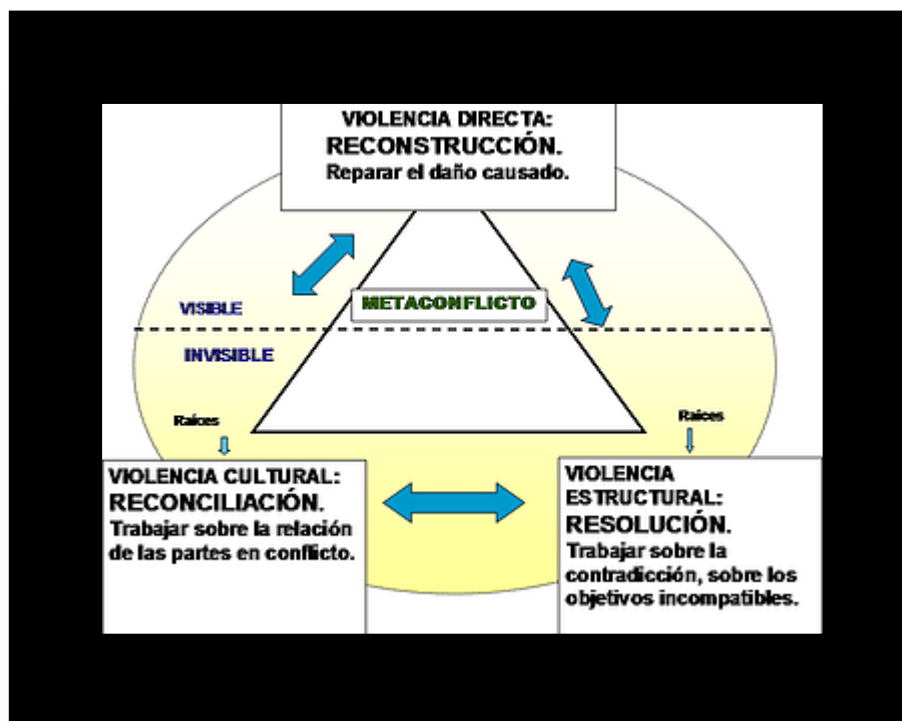 VIOLENCIA DIRECTA:
RECONSTRUCCIÓN.
Reparar el daño causado.
METACONFLICTO
VISIBLE
INVISIBLE
Raíces
Raíces
VIOLENCIA CULTURAL:
RECONCILIACIÓN.
Trabajar sobre la relación
de las partes en conflicto.
VIOLENCIA
ESTRUCTURAL:
RESOLUCIÓN.
Trabajar sobre la
contradicción, sobre los
objetivos incompatibles.